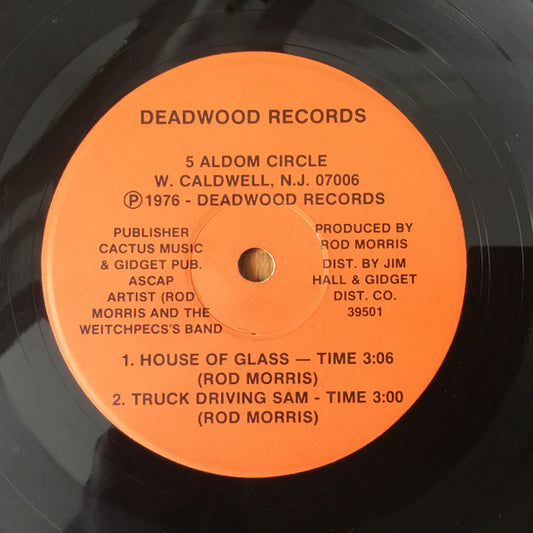 DEADWOOD RECORDS
5 ALDOM CIRCLE
W. CALDWELL, N.J. 07006
Ⓟ 1976 - DEADWOOD RECORDS
PUBLISHER
CACTUS MUSIC
& GIDGET PUB.
ASCAP
ARTIST (ROD
MORRIS AND THE
WEITCHPECS'S BAND
PRODUCED BY
ROD MORRIS
DIST. BY JIM
HALL & GIDGET
DIST. CO.
39501
1. HOUSE OF GLASS — TIME 3:06
(ROD MORRIS)
2. TRUCK DRIVING SAM - TIME 3:00
(ROD MORRIS)